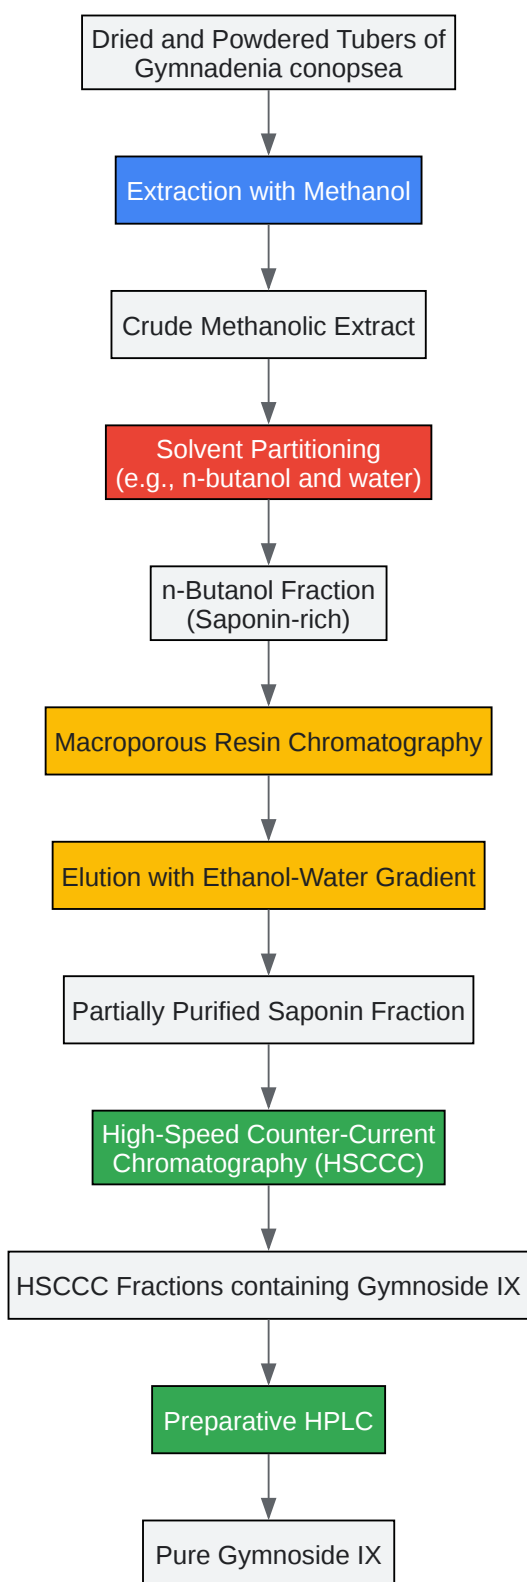 Dried and Powdered Tubers of
Gymnadenia conopsea
Extraction with Methanol
Crude Methanolic Extract
Solvent Partitioning
(e.g., n-butanol and water)
n-Butanol Fraction
(Saponin-rich)
Macroporous Resin Chromatography
Elution with Ethanol-Water Gradient
Partially Purified Saponin Fraction
High-Speed Counter-Current
Chromatography (HSCCC)
HSCCC Fractions containing Gymnoside IX
Preparative HPLC
Pure Gymnoside IX